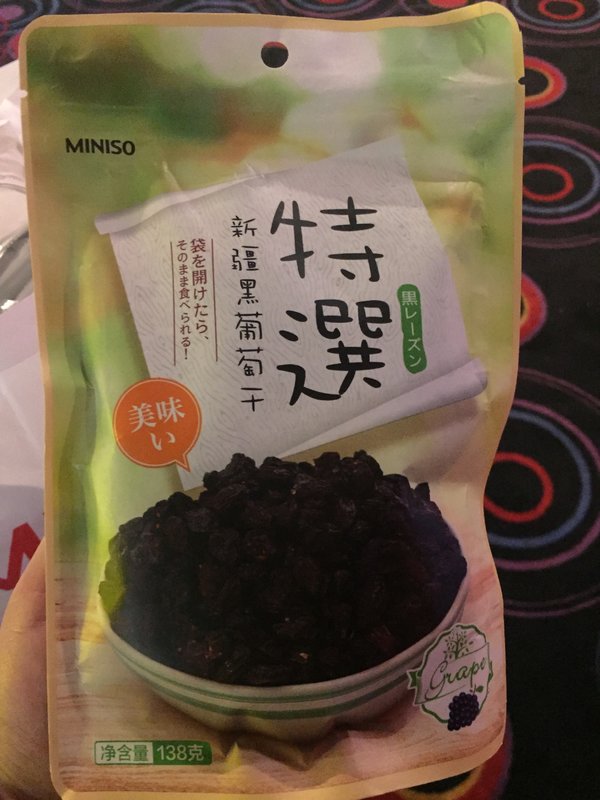 MINISO
特選
新疆黑葡萄干
袋を開けたら、
そのまま食べられる!
黒レーズン
美味
い
Grape
净含量 138克